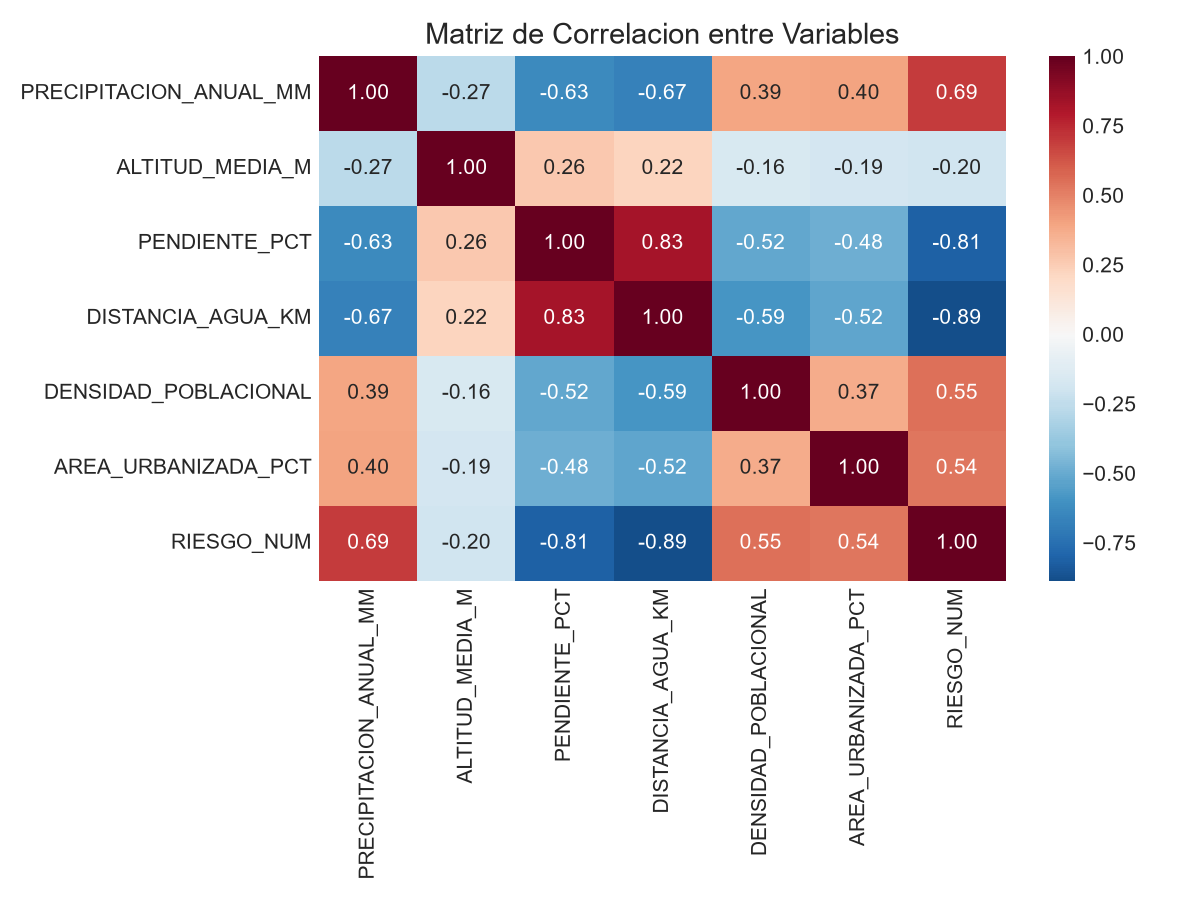 Matriz de Correlacion entre Variables
PRECIPITACION_ANUAL_MM 1.00 -0.27 -0.63 -0.67 0.39 0.40 0.69
ALTITUD_MEDIA_M -0.27 1.00 0.26 0.22 -0.16 -0.19 -0.20
PENDIENTE_PCT -0.63 0.26 1.00 0.83 -0.52 -0.48 -0.81
DISTANCIA_AGUA_KM -0.67 0.22 0.83 1.00 -0.59 -0.52 -0.89
DENSIDAD_POBLACIONAL 0.39 -0.16 -0.52 -0.59 1.00 0.37 0.55
AREA_URBANIZADA_PCT 0.40 -0.19 -0.48 -0.52 0.37 1.00 0.54
RIESGO_NUM 0.69 -0.20 -0.81 -0.89 0.55 0.54 1.00
PRECIPITACION_ANUAL_MM
ALTITUD_MEDIA_M
PENDIENTE_PCT
DISTANCIA_AGUA_KM
DENSIDAD_POBLACIONAL
AREA_URBANIZADA_PCT
RIESGO_NUM
1.00
0.75
0.50
0.25
0.00
−0.25
−0.50
−0.75